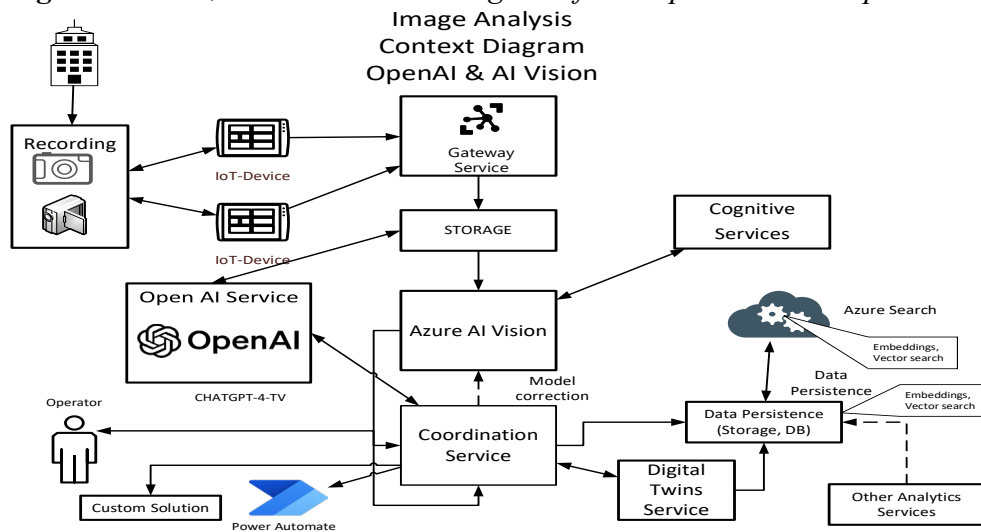 Image Analysis
Context Diagram
OpenAI & AI Vision
Recording
IoT-Device
IoT-Device
Gateway
Service
STORAGE
Cognitive
Services
Open AI Service
OpenAI
CHATGPT-4-TV
Azure AI Vision
Azure Search
Embeddings,
Vector search
Model
correction
Data
Persistence
Embeddings,
Vector search
Operator
Coordination
Service
Data Persistence
(Storage, DB)
Digital
Twins
Service
Custom Solution
Power Automate
Other Analytics
Services